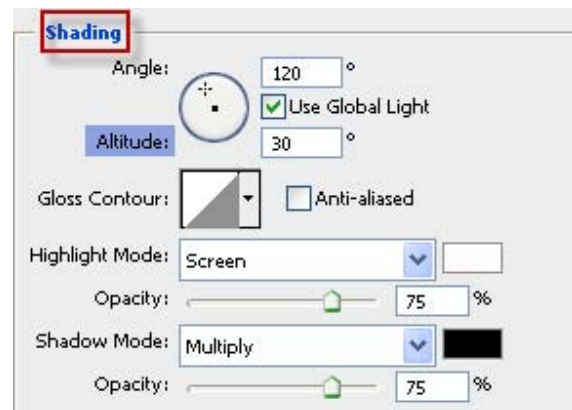 Shading
Angle: 120 °
Use Global Light
Altitude: 30 °
Gloss Contour: Anti-aliased
Highlight Mode: Screen
Opacity: 75 %
Shadow Mode: Multiply
Opacity: 75 %